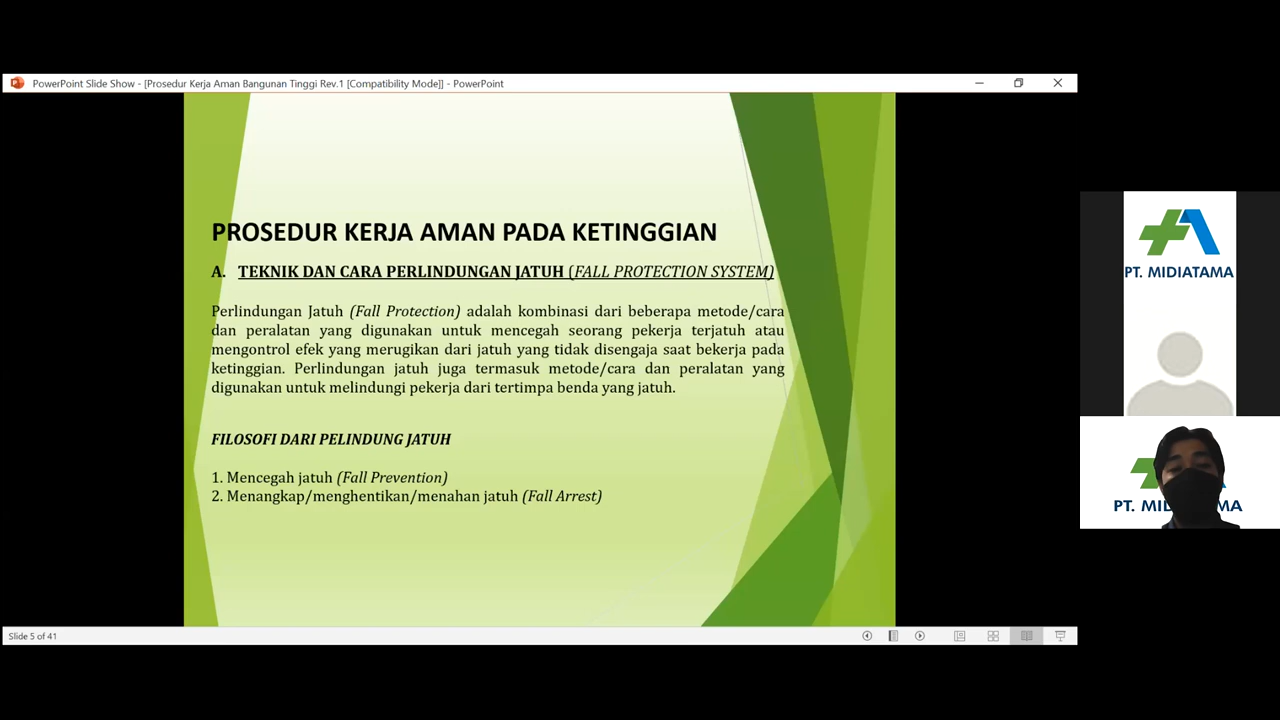 PowerPoint Slide Show - [Prosedur Kerja Aman Bangunan Tinggi Rev.1 [Compatibility Mode]] - PowerPoint
PROSEDUR KERJA AMAN PADA KETINGGIAN
A. TEKNIK DAN CARA PERLINDUNGAN JATUH (FALL PROTECTION SYSTEM)
Perlindungan Jatuh (Fall Protection) adalah kombinasi dari beberapa metode/cara
dan peralatan yang digunakan untuk mencegah seorang pekerja terjatuh atau
mengontrol efek yang merugikan dari jatuh yang tidak disengaja saat bekerja pada
ketinggian. Perlindungan jatuh juga termasuk metode/cara dan peralatan yang
digunakan untuk melindungi pekerja dari tertimpa benda yang jatuh.
FILOSOFI DARI PELINDUNG JATUH
1. Mencegah jatuh (Fall Prevention)
2. Menangkap/menghentikan/menahan jatuh (Fall Arrest)
Slide 5 of 41
PT. MIDIATAMA
PT. MI MA